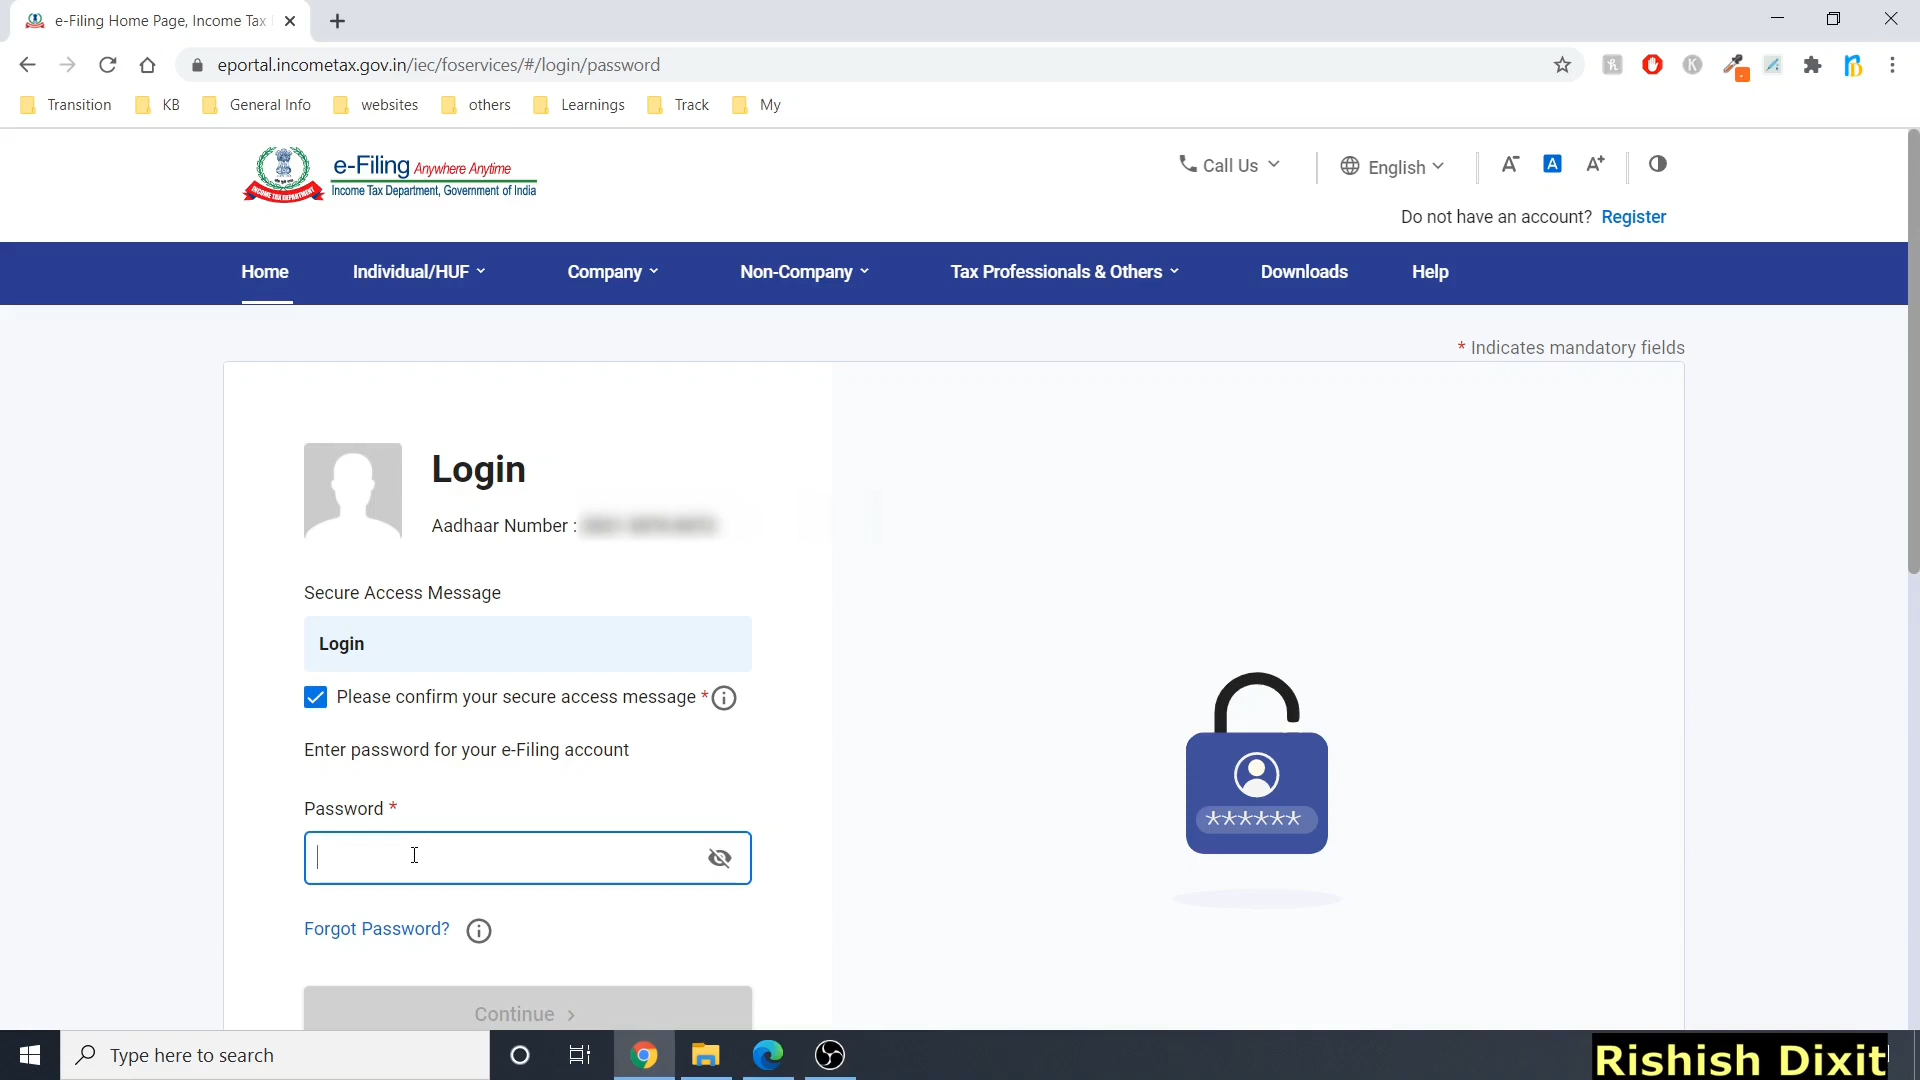 e-Filing Home Page, Income Tax
eportal.incometax.gov.in/iec/foservices/#/login/password
Transition KB General Info websites others Learnings Track My
e-Filing Anywhere Anytime
Income Tax Department, Government of India
INCOME TAX DEPARTMENT
Call Us English A- A A+
Do not have an account? Register
Home Individual/HUF Company Non-Company Tax Professionals & Others Downloads Help
* Indicates mandatory fields
Login
Aadhaar Number :
Secure Access Message
Login
Please confirm your secure access message *
Enter password for your e-Filing account
Password *
******
Forgot Password?
Continue >
Type here to search
Rishish Dixit